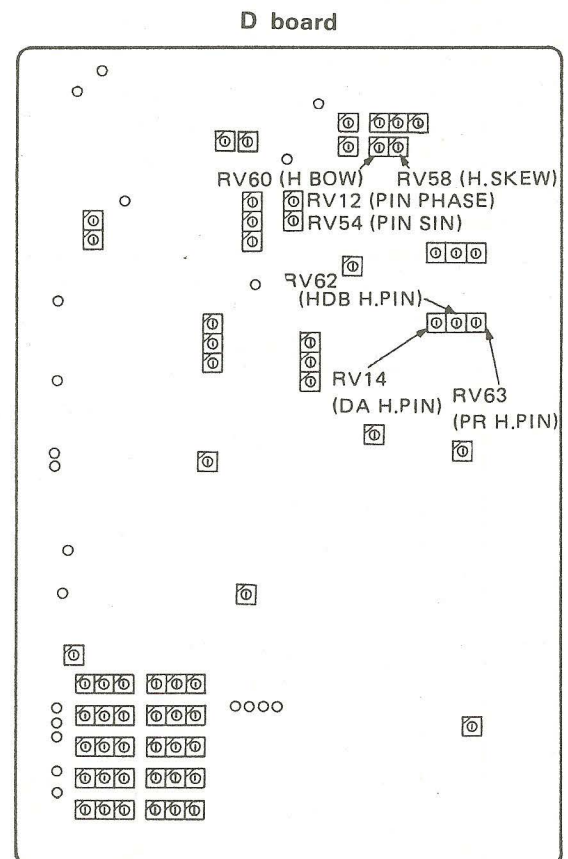 D board
RV60 (H BOW) RV58 (H.SKEW)
RV12 (PIN PHASE)
RV54 (PIN SIN)
RV62
(HDB H.PIN)
RV14
(DA H.PIN)
RV63
(PR H.PIN)